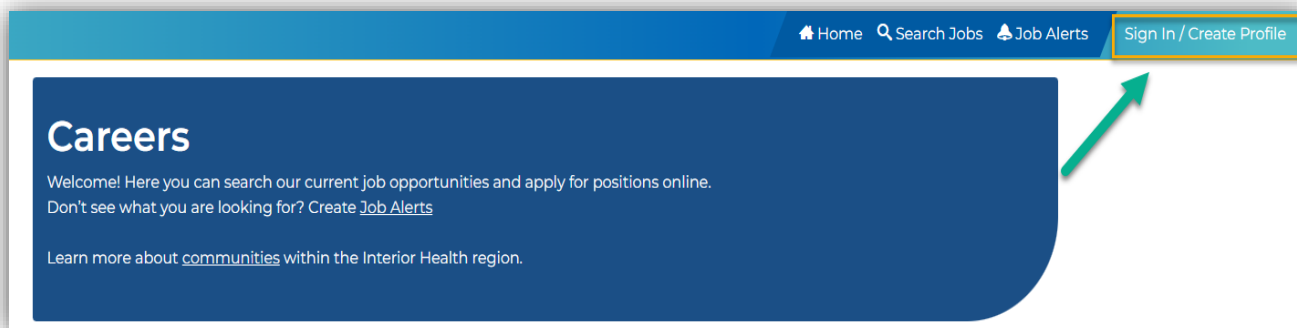 Home Search Jobs Job Alerts Sign In / Create Profile
Careers
Welcome! Here you can search our current job opportunities and apply for positions online.
Don't see what you are looking for? Create Job Alerts
Learn more about communities within the Interior Health region.